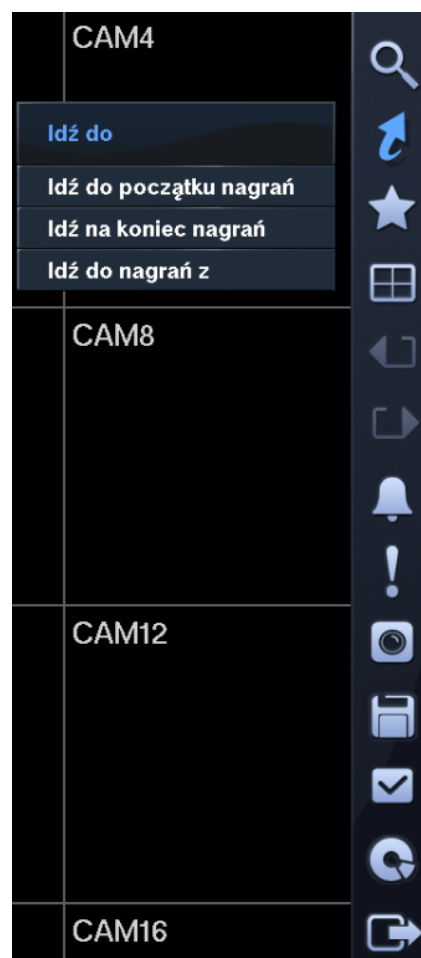 CAM4
Idź do
Idź do początku nagrań
Idź na koniec nagrań
Idź do nagrań z
CAM8
CAM12
CAM16